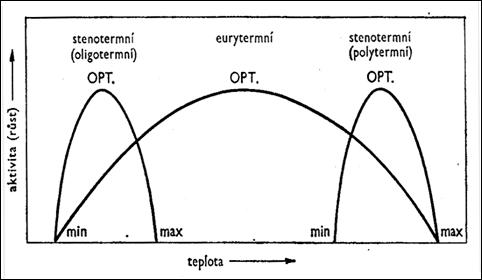 stenotermní
(oligotermní)
OPT.
eurytermní
OPT.
stenotermní
(polytermní)
OPT.
aktivita (růst)
min
max
min
max
teplota